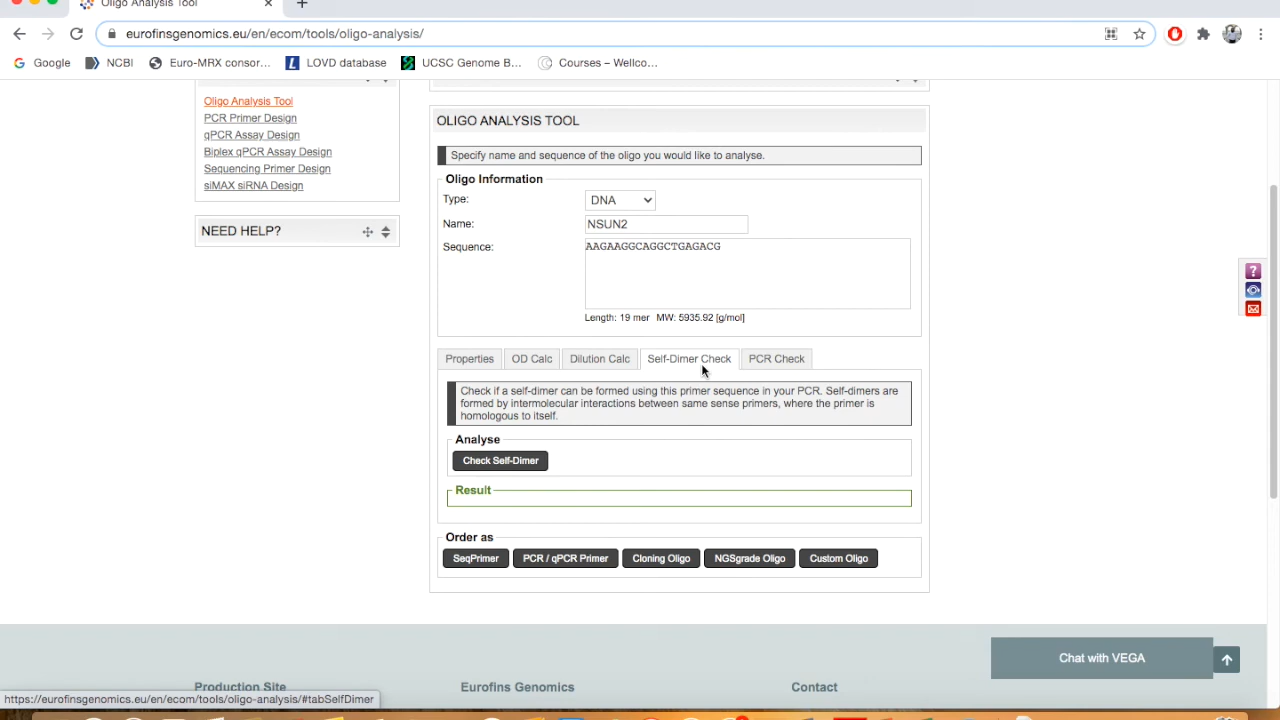 Oligo Analysis Tool
eurofinsgenomics.eu/en/ecom/tools/oligo-analysis/
Google NCBI Euro-MRX consor... LOVD database UCSC Genome B... Courses – Wellco...
Oligo Analysis Tool
PCR Primer Design
qPCR Assay Design
Biplex qPCR Assay Design
Sequencing Primer Design
siMAX siRNA Design
NEED HELP?
OLIGO ANALYSIS TOOL
Specify name and sequence of the oligo you would like to analyse.
Oligo Information
Type: DNA
Name: NSUN2
Sequence: AAGAAGGCAGGCTGAGACG
Length: 19 mer MW: 5935.92 [g/mol]
Properties OD Calc Dilution Calc Self-Dimer Check PCR Check
Check if a self-dimer can be formed using this primer sequence in your PCR. Self-dimers are
formed by intermolecular interactions between same sense primers, where the primer is
homologous to itself.
Analyse
Check Self-Dimer
Result
Order as
SeqPrimer PCR / qPCR Primer Cloning Oligo NGSgrade Oligo Custom Oligo
Chat with VEGA
Production Site Eurofins Genomics Contact
https://eurofinsgenomics.eu/en/ecom/tools/oligo-analysis/#tabSelfDimer